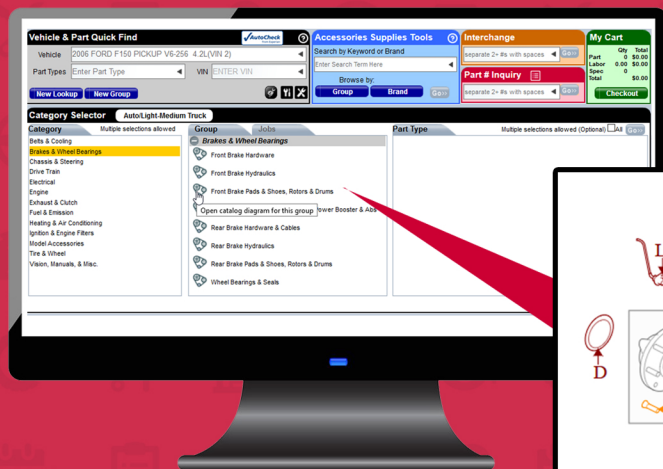 Vehicle & Part Quick Find
AutoCheck
Vehicle 2006 FORD F150 PICKUP V6-256 4.2L(VIN 2)
Part Types Enter Part Type VIN ENTER VIN
New Lookup New Group
Accessories Supplies Tools
Search by Keyword or Brand
Enter Search Term Here
Browse by:
Group Brand Go>>
Interchange
separate 2+ #s with spaces Go>>
Part # Inquiry
separate 2+ #s with spaces Go>>
My Cart
Qty Total
Part 0 $0.00
Labor 0.00 $0.00
Spec 0
Total $0.00
Checkout
Category Selector Auto/Light-Medium Truck
Category Multiple selections allowed
Belts & Cooling
Brakes & Wheel Bearings
Chassis & Steering
Drive Train
Electrical
Engine
Exhaust & Clutch
Fuel & Emission
Heating & Air Conditioning
Ignition & Engine Filters
Model Accessories
Tire & Wheel
Vision, Manuals, & Misc.
Group Jobs
Brakes & Wheel Bearings
Front Brake Hardware
Front Brake Hydraulics
Front Brake Pads & Shoes, Rotors & Drums
Open catalog diagram for this group
Power Booster & Abs
Rear Brake Hardware & Cables
Rear Brake Hydraulics
Rear Brake Pads & Shoes, Rotors & Drums
Wheel Bearings & Seals
Part Type Multiple selections allowed (Optional) All Go>>
L
D